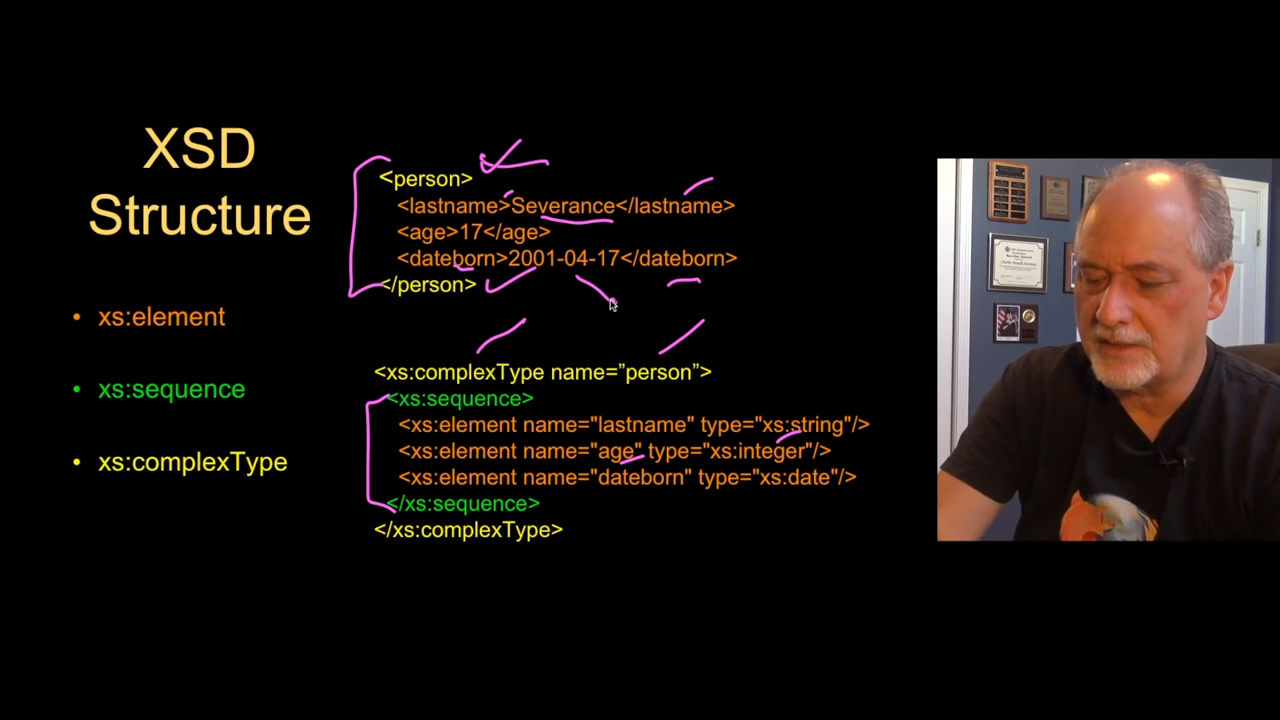 XSD
Structure
• xs:element
• xs:sequence
• xs:complexType
<person>
<lastname>Severance</lastname>
<age>17</age>
<dateborn>2001-04-17</dateborn>
</person>
<xs:complexType name=”person”>
<xs:sequence>
<xs:element name="lastname" type="xs:string"/>
<xs:element name="age" type="xs:integer"/>
<xs:element name="dateborn" type="xs:date"/>
</xs:sequence>
</xs:complexType>